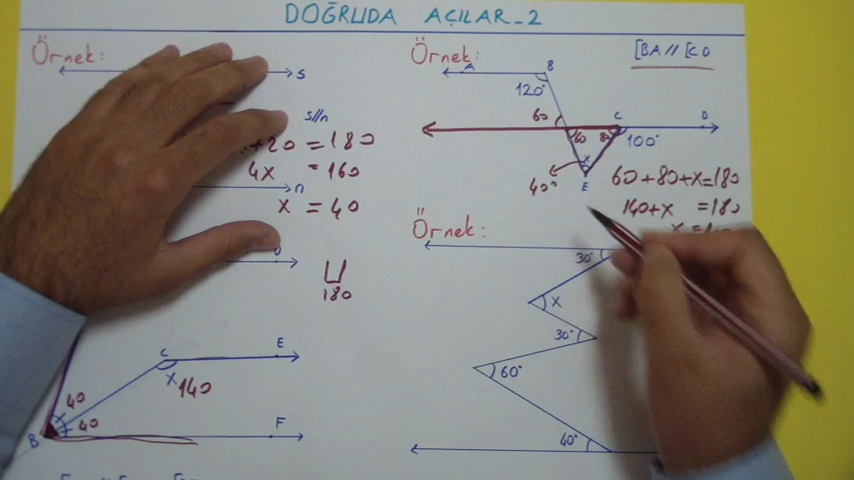 DOĞRUDA AÇILAR-2
Örnek:
S
S//n
+20 = 180
4X = 160
n
X = 40
U
180
C
E
X 140
40
40
B
F
Örnek:
[BA // [CD
A
B
120°
60
C
D
60
80
100°
X
40°
E
60+80+X=180
140+X = 180
Örnek:
30°
X
30°
60°
40°